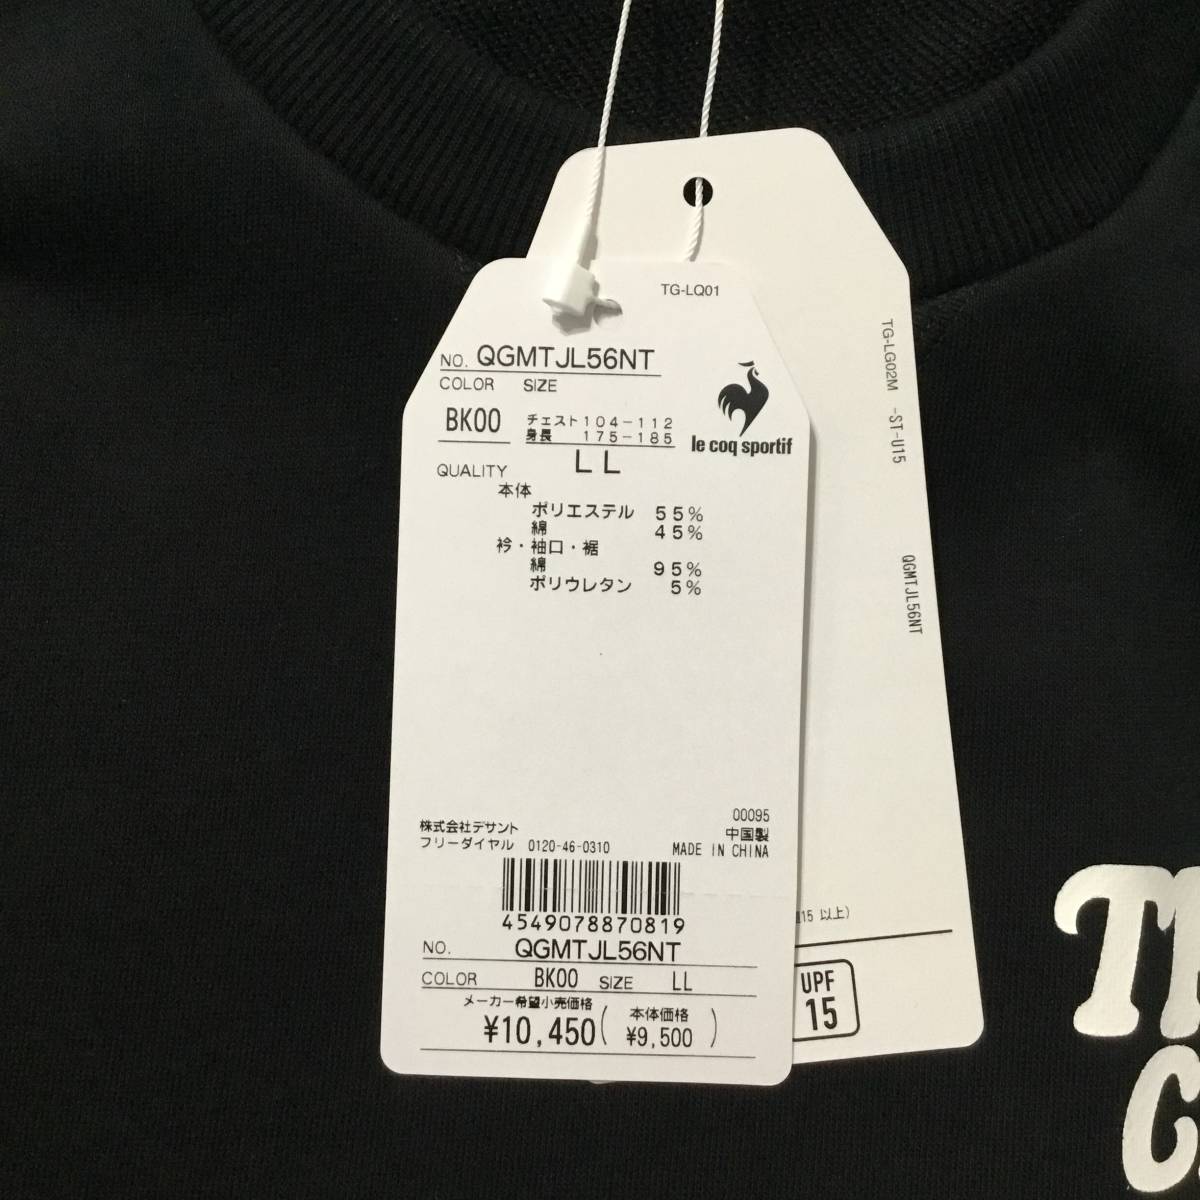 TG-LQ01
NO. QGMTJL56NT
COLOR SIZE
BK00 チェスト 104-112
身長 175-185
LL
le coq sportif
QUALITY
本体
ポリエステル 55%
綿 45%
衿・袖口・裾
綿 95%
ポリウレタン 5%
00095
株式会社デサント 中国製
フリーダイヤル 0120-46-0310 MADE IN CHINA
4549078870819
NO. QGMTJL56NT
COLOR BK00 SIZE LL
メーカー希望小売価格
¥10,450 ( 本体価格 ¥9,500 )
TG-LG02M -ST-U15
QGMTJL56NT
15 以上)
UPF
15